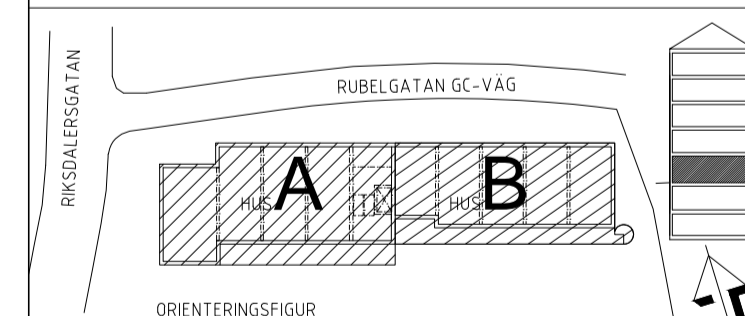 RUBELGATAN GC-VÄG
RIKSDALERSGATAN
HUS A
HUS B
ORIENTERINGSFIGUR